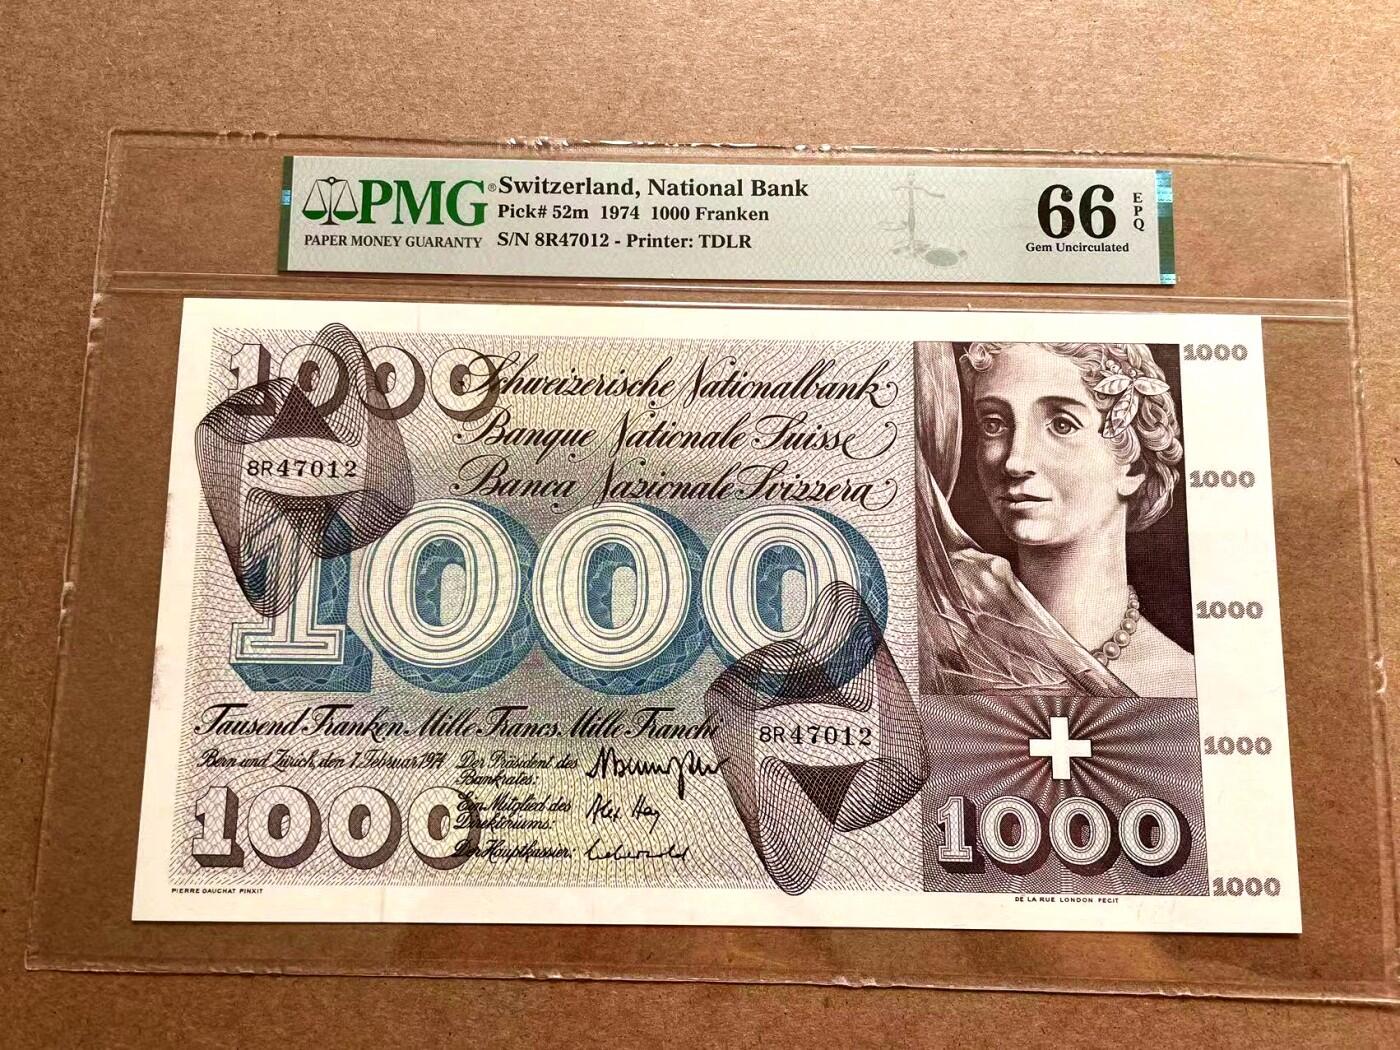 PMG®
PAPER MONEY GUARANTY
Switzerland, National Bank
Pick# 52m 1974 1000 Franken
S/N 8R47012 - Printer: TDLR
66
EPQ
Gem Uncirculated
1000
Schweizerische Nationalbank
Banque Nationale Suisse
Banca Nazionale Svizzera
8R47012
1000
Tausend Franken Mille Francs Mille Franchi
8R47012
Bern und Zürich, den 7. Februar 1974
Der Präsident des
Bankrates:
Ein Mitglied des
Direktoriums:
Der Hauptkassier:
1000
PIERRE GAUCHAT PINXIT
1000
1000
1000
1000
1000
1000
DE LA RUE LONDON FECIT